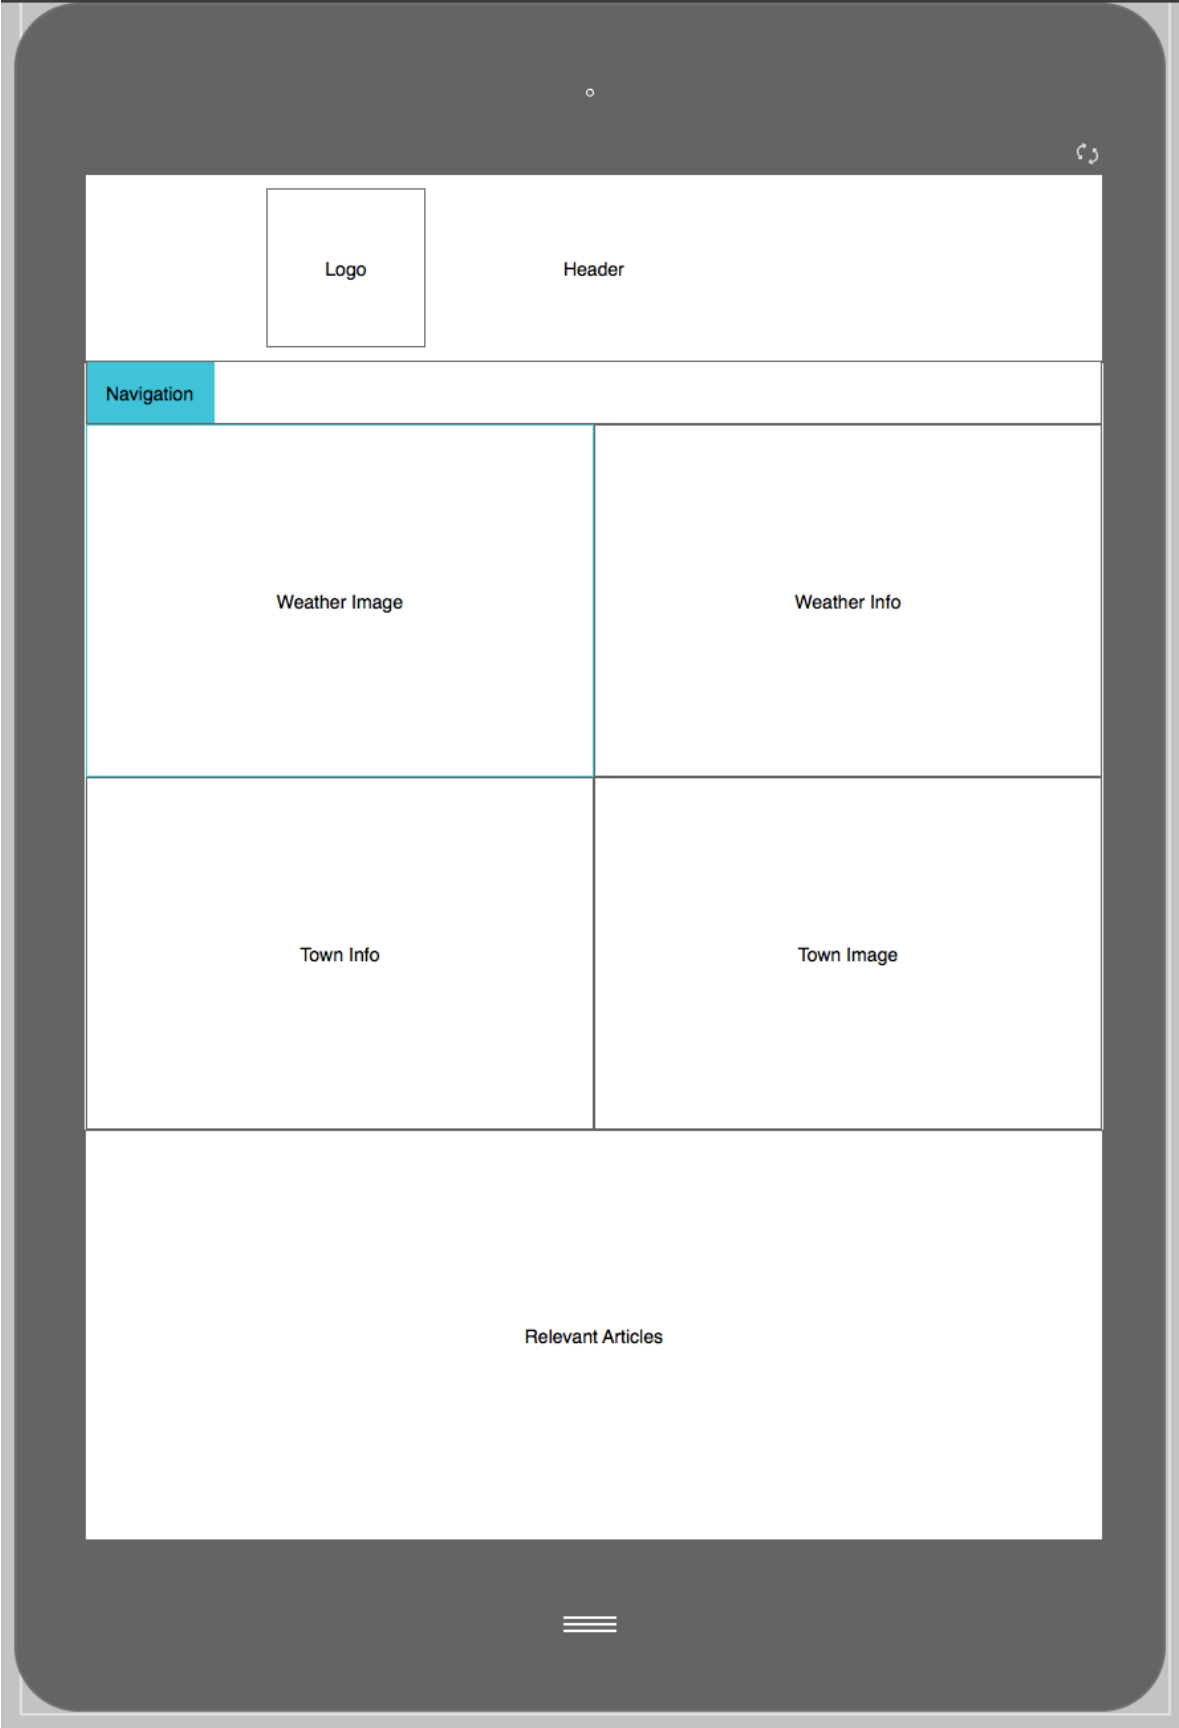 Logo
Header
Navigation
Weather Image
Weather Info
Town Info
Town Image
Relevant Articles